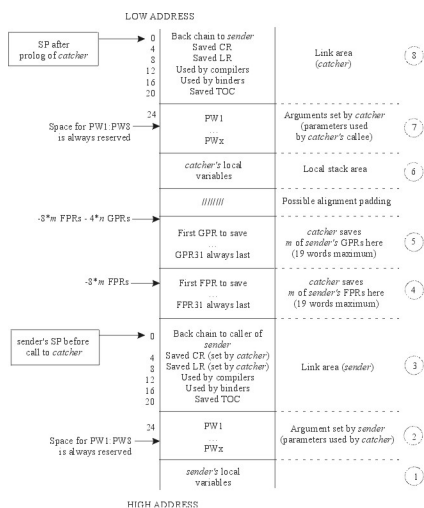 LOW ADDRESS
SP after
prolog of catcher
0
4
8
12
16
20
Back chain to sender
Saved CR
Saved LR
Used by compilers
Used by binders
Saved TOC
Link area
(catcher)
8
24
Space for PW1:PW8
is always reserved
PW1
...
PWx
Arguments set by catcher
(parameters used
by catcher's callee)
7
catcher's local
variables
Local stack area
6
////////
Possible alignment padding
-8*m FPRs - 4*n GPRs
First GPR to save
...
GPR31 always last
catcher saves
m of sender's GPRs here
(19 words maximum)
5
-8*m FPRs
First FPR to save
...
FPR31 always last
catcher saves
m of sender's FPRs here
(19 words maximum)
4
sender's SP before
call to catcher
0
4
8
12
16
20
Back chain to caller of
sender
Saved CR (set by catcher)
Saved LR (set by catcher)
Used by compilers
Used by binders
Saved TOC
Link area (sender)
3
24
Space for PW1:PW8
is always reserved
PW1
...
PWx
Argument set by sender
(parameters used by catcher)
2
sender's local
variables
1
HIGH ADDRESS